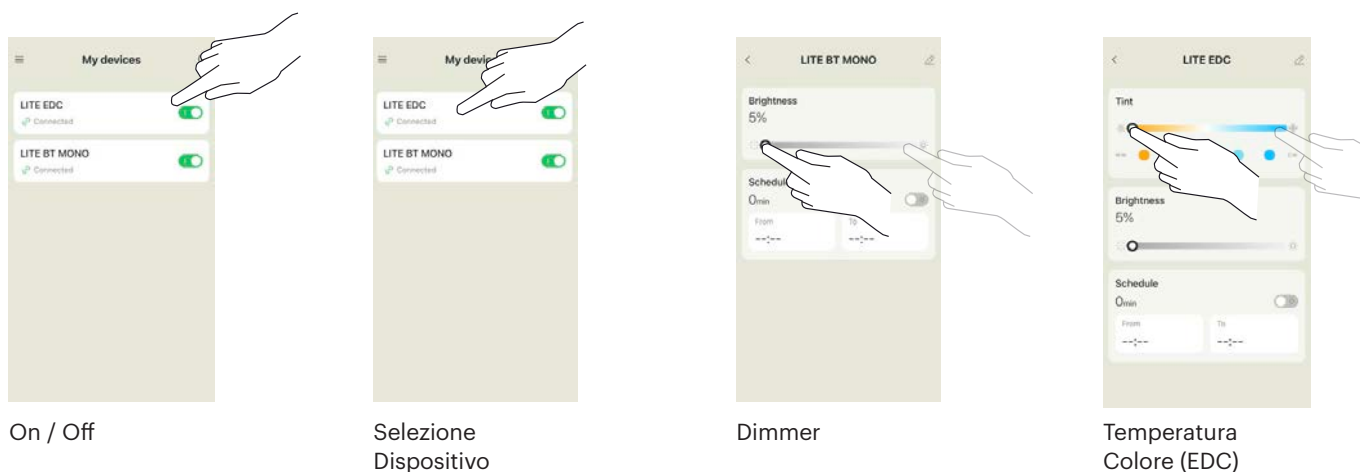 My devices
LITE EDC
Connected
LITE BT MONO
Connected
On / Off
My devic
LITE EDC
Connected
LITE BT MONO
Connected
Selezione
Dispositivo
LITE BT MONO
Brightness
5%
Schedul
0min
From
To
--:--
--:--
Dimmer
LITE EDC
Tint
Brightness
5%
Schedule
0min
From
To
--:--
--:--
Temperatura
Colore (EDC)